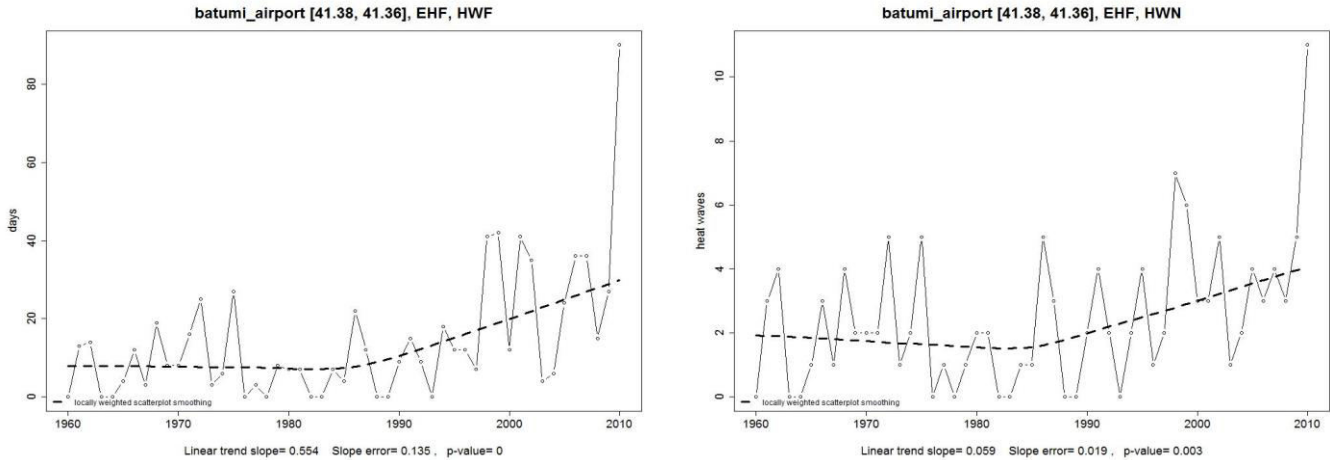 batumi_airport [41.38, 41.36], EHF, HWF
days
80
60
40
20
0
locally weighted scatterplot smoothing
1960 1970 1980 1990 2000 2010
Linear trend slope= 0.554 Slope error= 0.135 , p-value= 0
batumi_airport [41.38, 41.36], EHF, HWN
heat waves
10
8
6
4
2
0
locally weighted scatterplot smoothing
1960 1970 1980 1990 2000 2010
Linear trend slope= 0.059 Slope error= 0.019 , p-value= 0.003